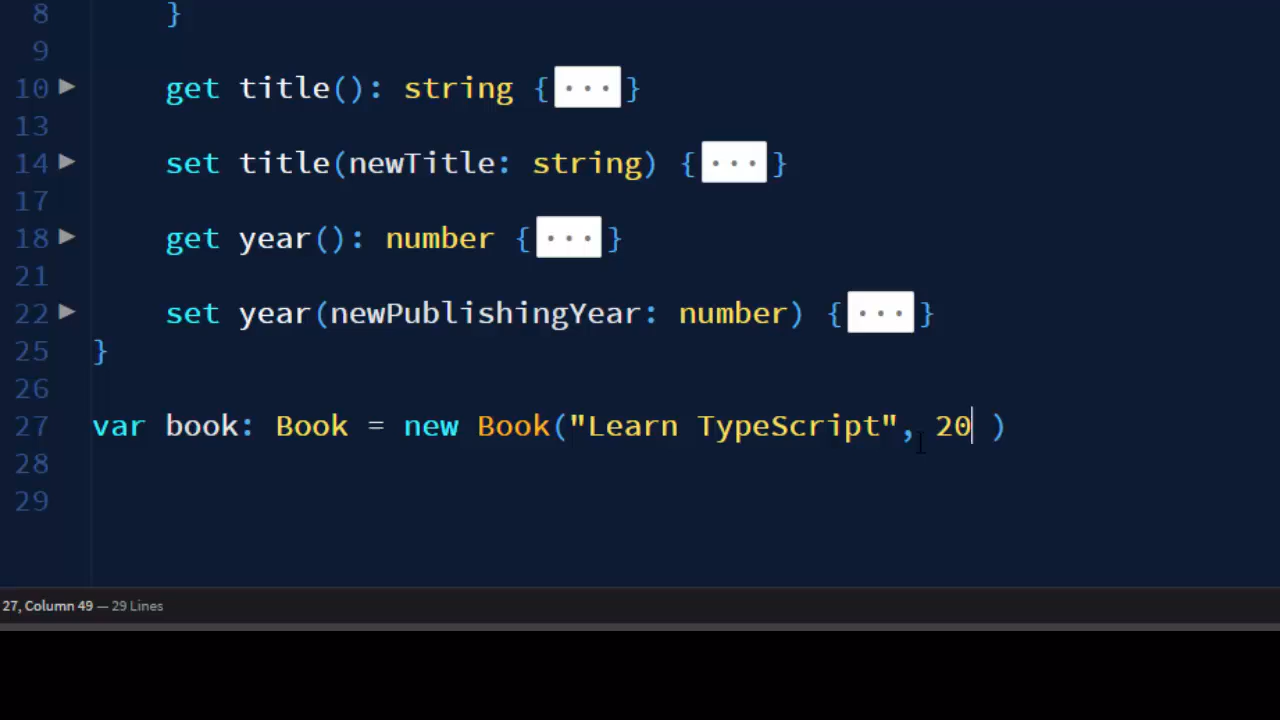 8 }
9
10 get title(): string {...}
13
14 set title(newTitle: string) {...}
17
18 get year(): number {...}
21
22 set year(newPublishingYear: number) {...}
25 }
26
27 var book: Book = new Book("Learn TypeScript", 20 )
28
29
27, Column 49 — 29 Lines